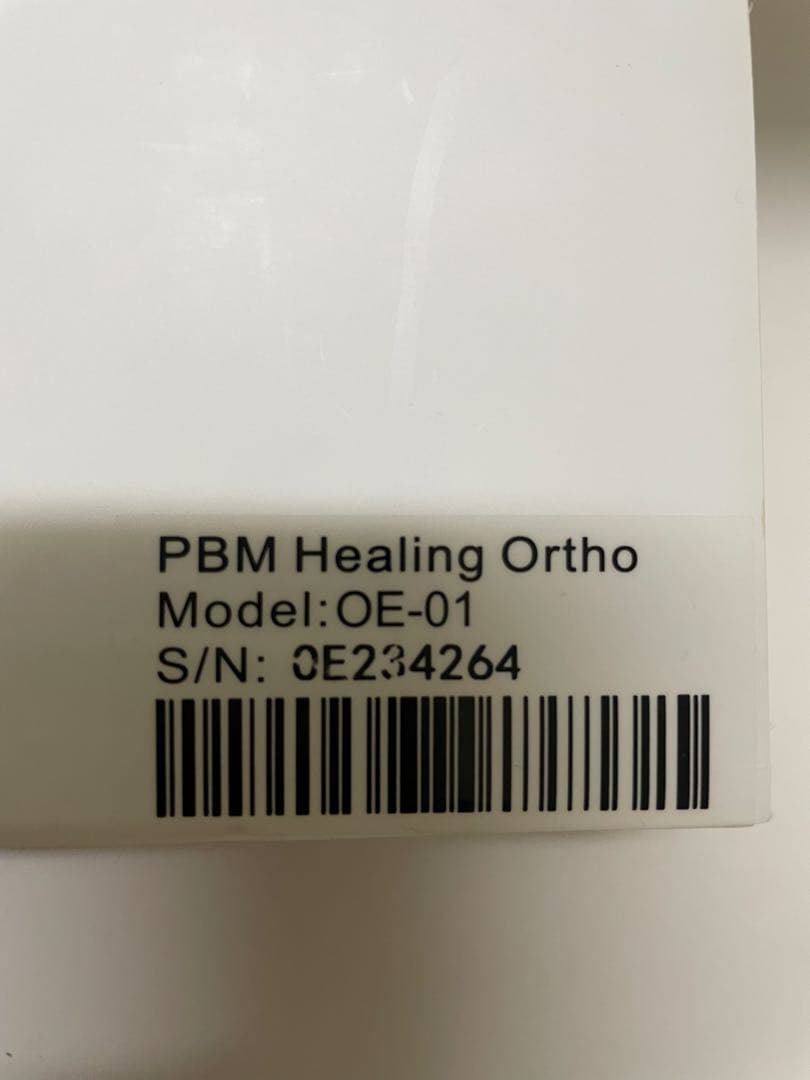 PBM Healing Ortho
Model:OE-01
S/N: OE234264